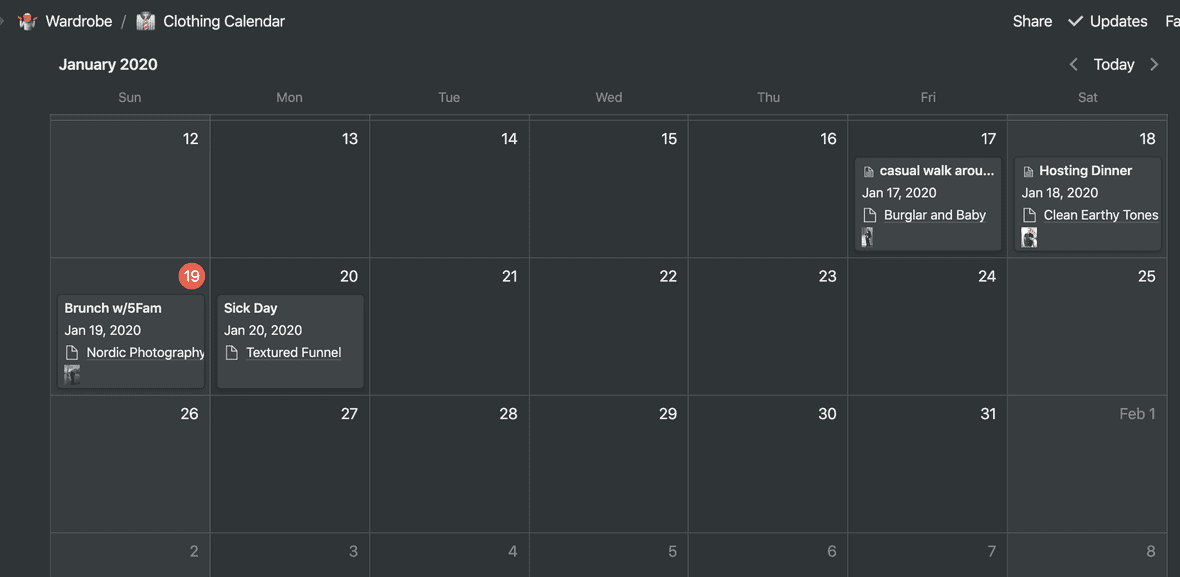 Wardrobe / Clothing Calendar
Share Updates Fa
January 2020
Today
Sun Mon Tue Wed Thu Fri Sat
12 13 14 15 16 17 18
casual walk arou...
Jan 17, 2020
Burglar and Baby
Hosting Dinner
Jan 18, 2020
Clean Earthy Tones
19 20 21 22 23 24 25
Brunch w/5Fam
Jan 19, 2020
Nordic Photography
Sick Day
Jan 20, 2020
Textured Funnel
26 27 28 29 30 31 Feb 1
2 3 4 5 6 7 8